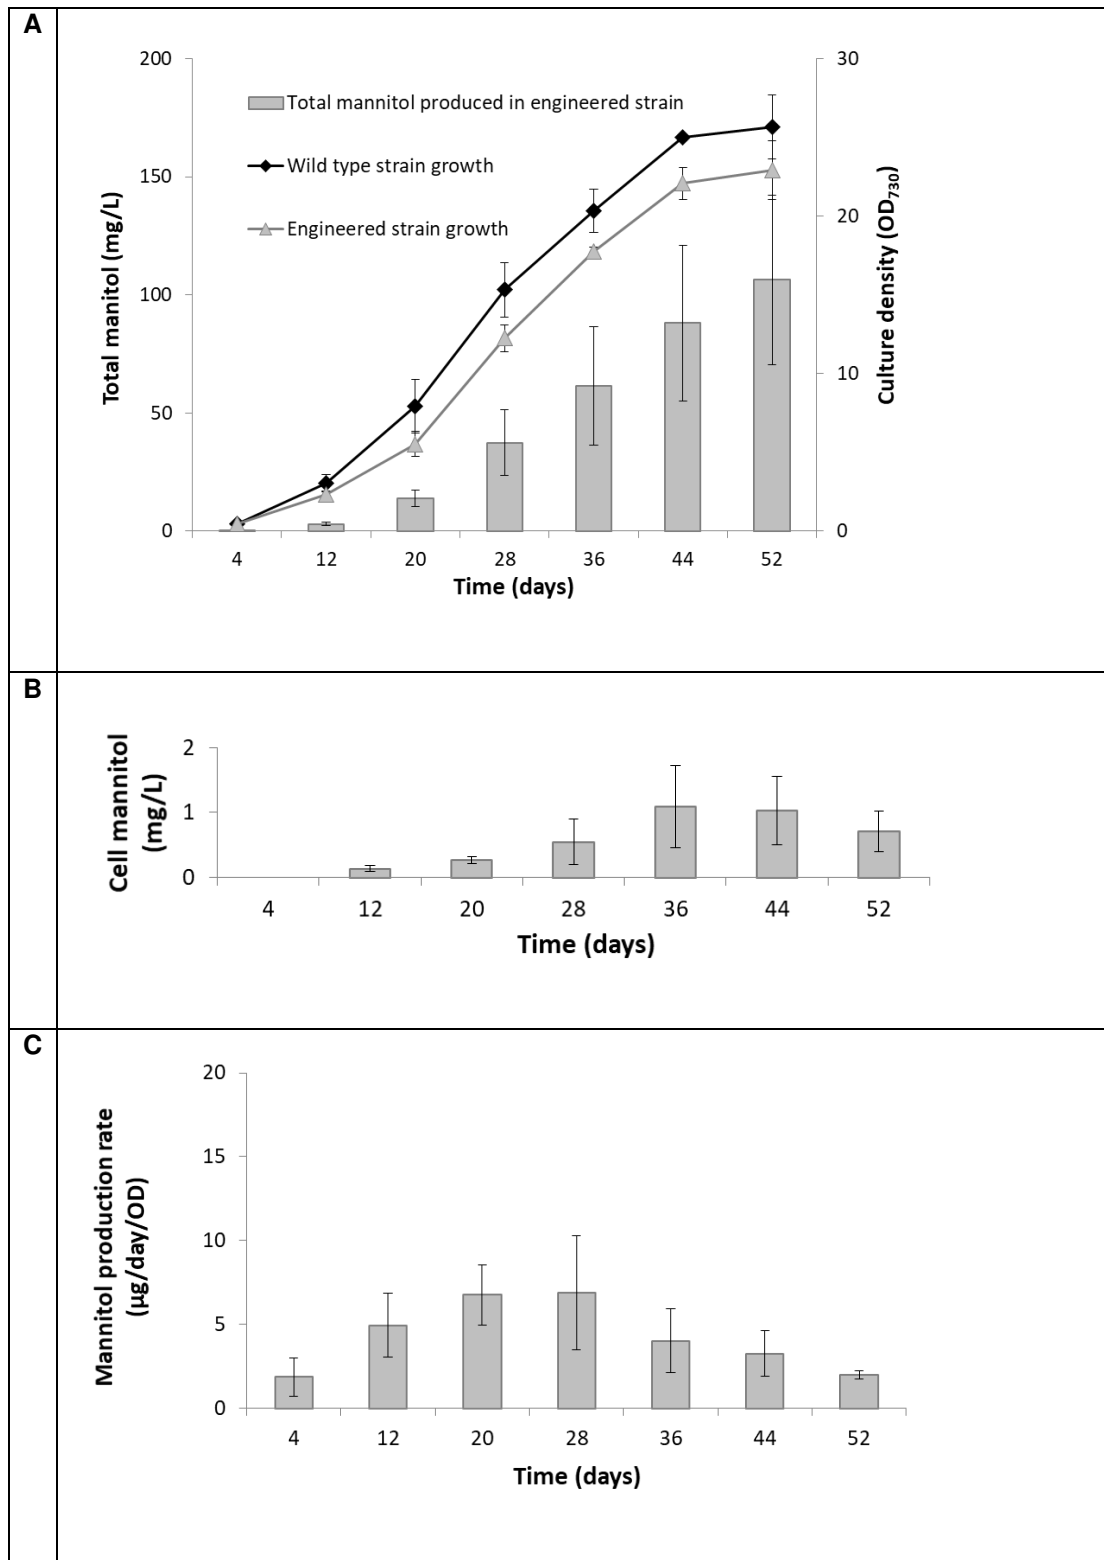 A
200
150
100
50
0
Total manitol (mg/L)
Total mannitol produced in engineered strain
Wild type strain growth
Engineered strain growth
30
20
10
0
Culture density (OD730)
4 12 20 28 36 44 52
Time (days)
B
Cell mannitol
(mg/L)
2
1
0
4 12 20 28 36 44 52
Time (days)
C
Mannitol production rate
(µg/day/OD)
20
15
10
5
0
4 12 20 28 36 44 52
Time (days)